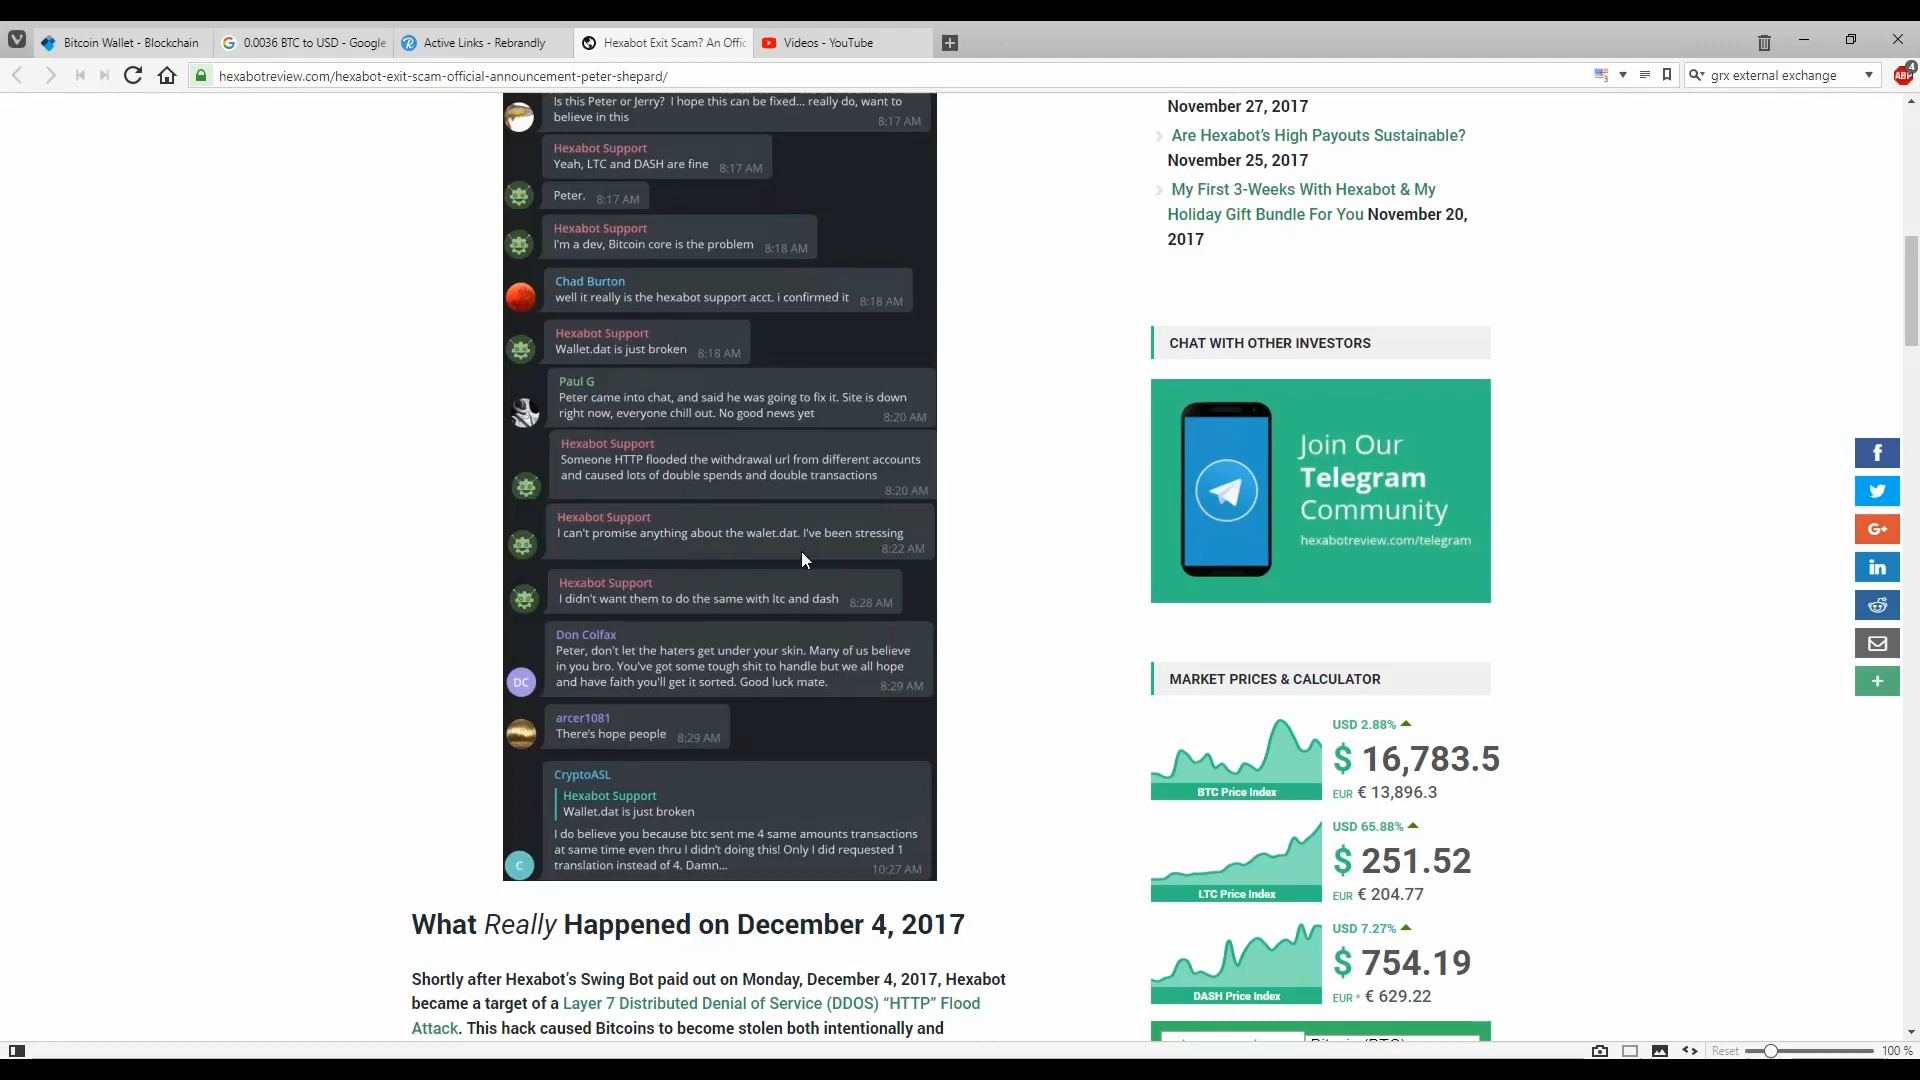 Bitcoin Wallet - Blockchain
0.0036 BTC to USD - Google
Active Links - Rebrandly
Hexabot Exit Scam? An Offic
Videos - YouTube
hexabotreview.com/hexabot-exit-scam-official-announcement-peter-shepard/
grx external exchange
ABP
4
Is this Peter or Jerry? I hope this can be fixed... really do, want to
believe in this
8:17 AM
Hexabot Support
Yeah, LTC and DASH are fine 8:17 AM
Peter. 8:17 AM
Hexabot Support
I'm a dev, Bitcoin core is the problem 8:18 AM
Chad Burton
well it really is the hexabot support acct. i confirmed it 8:18 AM
Hexabot Support
Wallet.dat is just broken 8:18 AM
Paul G
Peter came into chat, and said he was going to fix it. Site is down
right now, everyone chill out. No good news yet 8:20 AM
Hexabot Support
Someone HTTP flooded the withdrawal url from different accounts
and caused lots of double spends and double transactions
8:20 AM
Hexabot Support
I can't promise anything about the walet.dat. I've been stressing
8:22 AM
Hexabot Support
I didn't want them to do the same with ltc and dash 8:28 AM
Don Colfax
Peter, don't let the haters get under your skin. Many of us believe
in you bro. You've got some tough shit to handle but we all hope
and have faith you'll get it sorted. Good luck mate. 8:29 AM
DC
arcer1081
There's hope people 8:29 AM
CryptoASL
Hexabot Support
Wallet.dat is just broken
I do believe you because btc sent me 4 same amounts transactions
at same time even thru I didn't doing this! Only I did requested 1
translation instead of 4. Damn... 10:27 AM
C
What Really Happened on December 4, 2017
Shortly after Hexabot's Swing Bot paid out on Monday, December 4, 2017, Hexabot
became a target of a Layer 7 Distributed Denial of Service (DDOS) “HTTP” Flood
Attack. This hack caused Bitcoins to become stolen both intentionally and
November 27, 2017
Are Hexabot's High Payouts Sustainable?
November 25, 2017
My First 3-Weeks With Hexabot & My
Holiday Gift Bundle For You November 20,
2017
CHAT WITH OTHER INVESTORS
Join Our
Telegram
Community
hexabotreview.com/telegram
MARKET PRICES & CALCULATOR
USD 2.88%
$ 16,783.5
BTC Price Index
EUR € 13,896.3
USD 65.88%
$ 251.52
LTC Price Index
EUR € 204.77
USD 7.27%
$ 754.19
DASH Price Index
EUR * € 629.22
f
G+
in
+
Reset
100 %